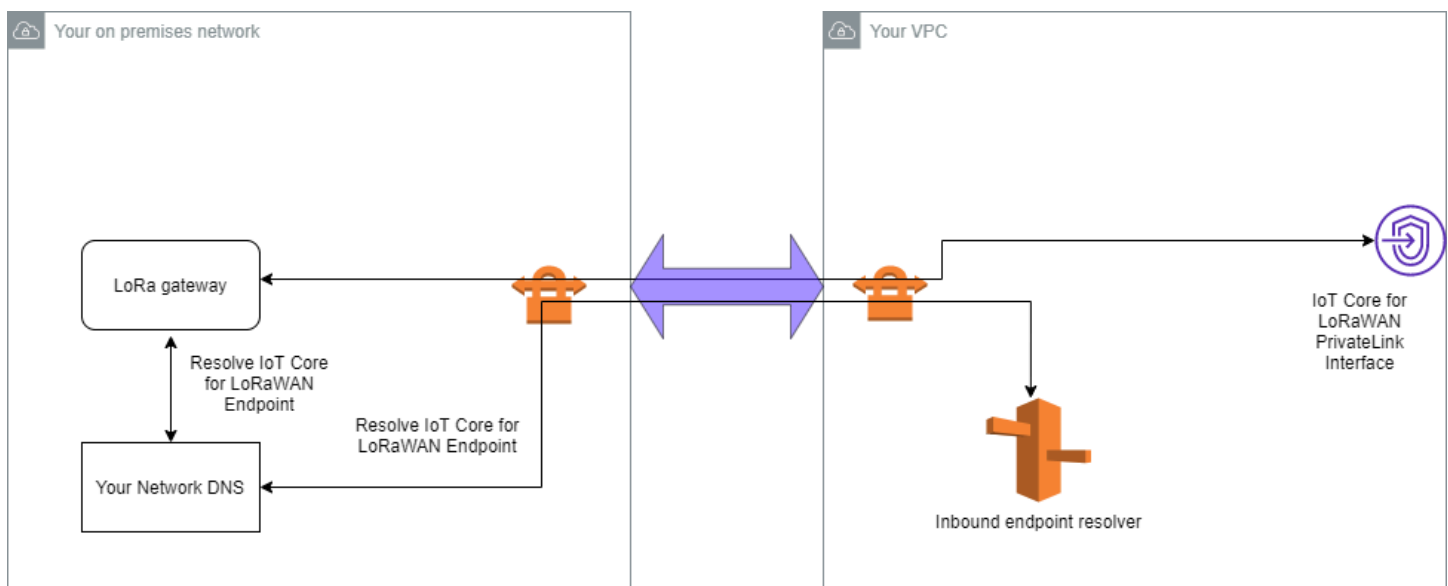 Your on premises network
Your VPC
LoRa gateway
Resolve IoT Core
for LoRaWAN
Endpoint
Your Network DNS
Resolve IoT Core for
LoRaWAN Endpoint
IoT Core for
LoRaWAN
PrivateLink
Interface
Inbound endpoint resolver